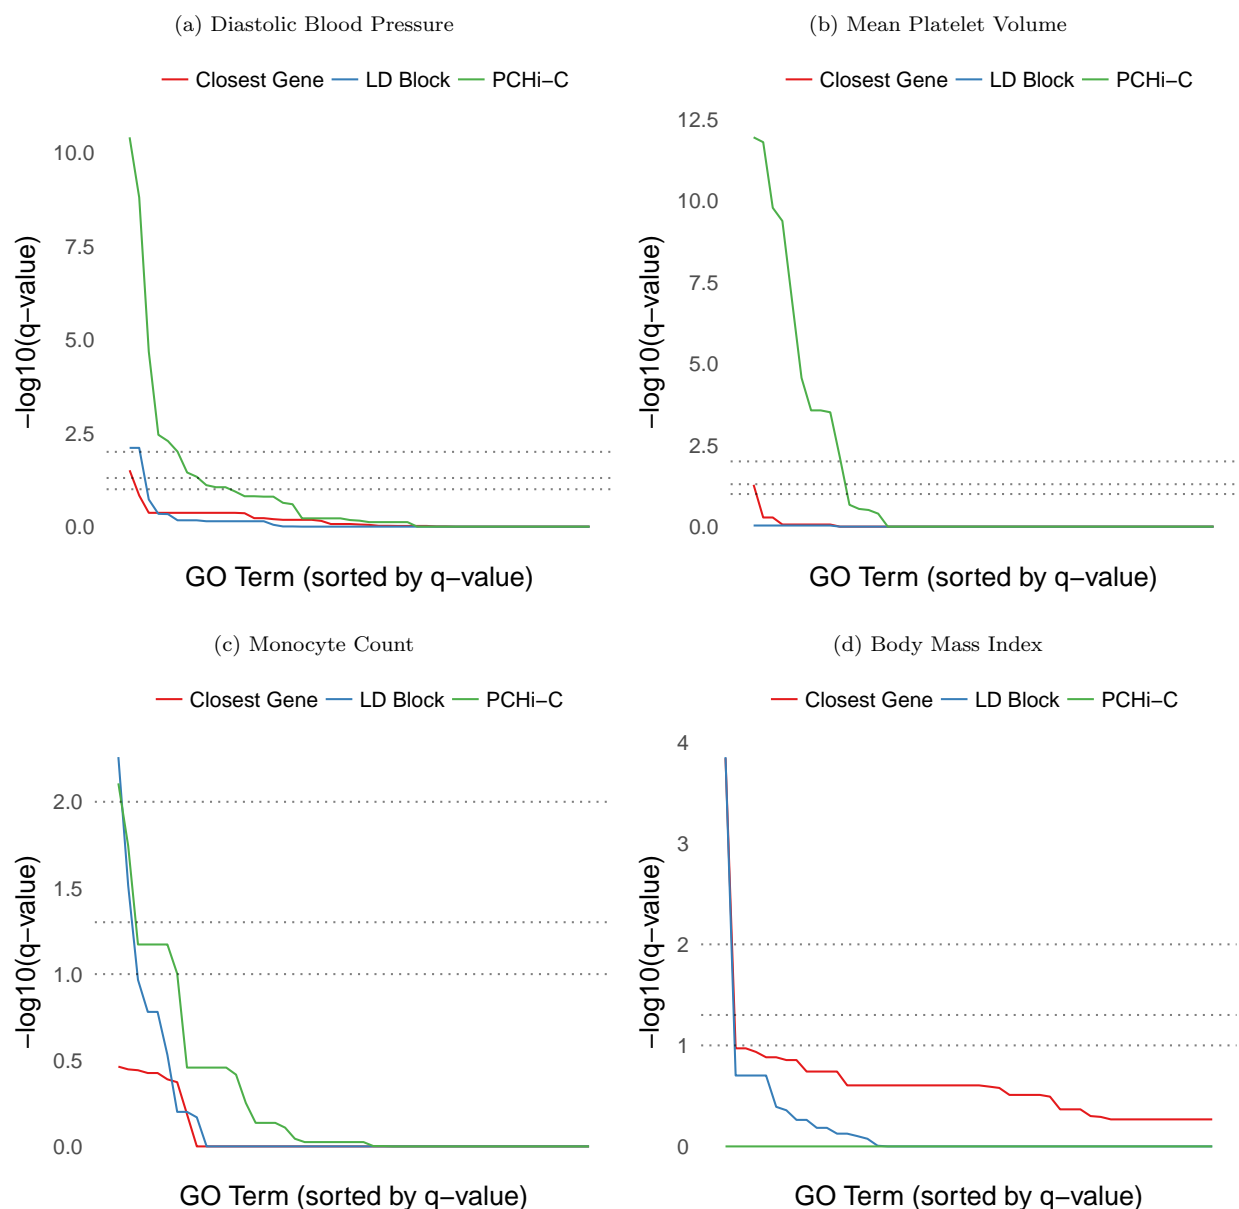 (a) Diastolic Blood Pressure
Closest Gene LD Block PCHi−C
10.0
7.5
5.0
2.5
0.0
−log10(q−value)
GO Term (sorted by q−value)
(b) Mean Platelet Volume
Closest Gene LD Block PCHi−C
12.5
10.0
7.5
5.0
2.5
0.0
−log10(q−value)
GO Term (sorted by q−value)
(c) Monocyte Count
Closest Gene LD Block PCHi−C
2.0
1.5
1.0
0.5
0.0
−log10(q−value)
GO Term (sorted by q−value)
(d) Body Mass Index
Closest Gene LD Block PCHi−C
4
3
2
1
0
−log10(q−value)
GO Term (sorted by q−value)